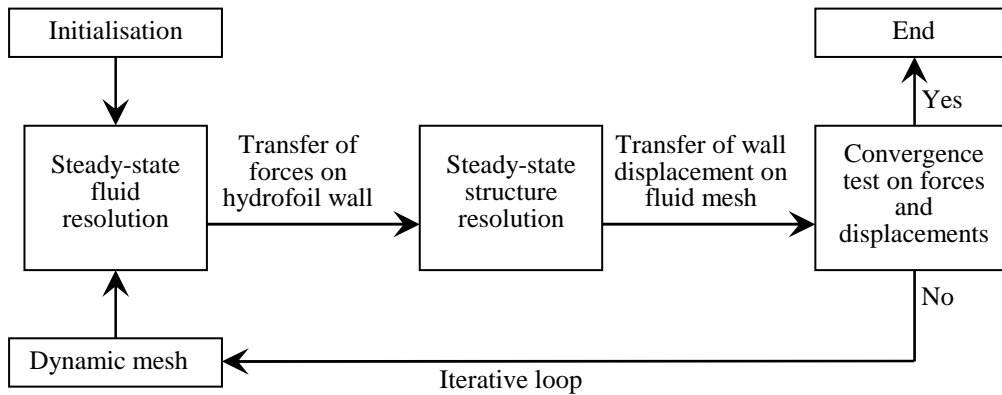 Initialisation
End
Yes
Steady-state
fluid
resolution
Transfer of
forces on
hydrofoil wall
Steady-state
structure
resolution
Transfer of wall
displacement on
fluid mesh
Convergence
test on forces
and
displacements
No
Dynamic mesh
Iterative loop